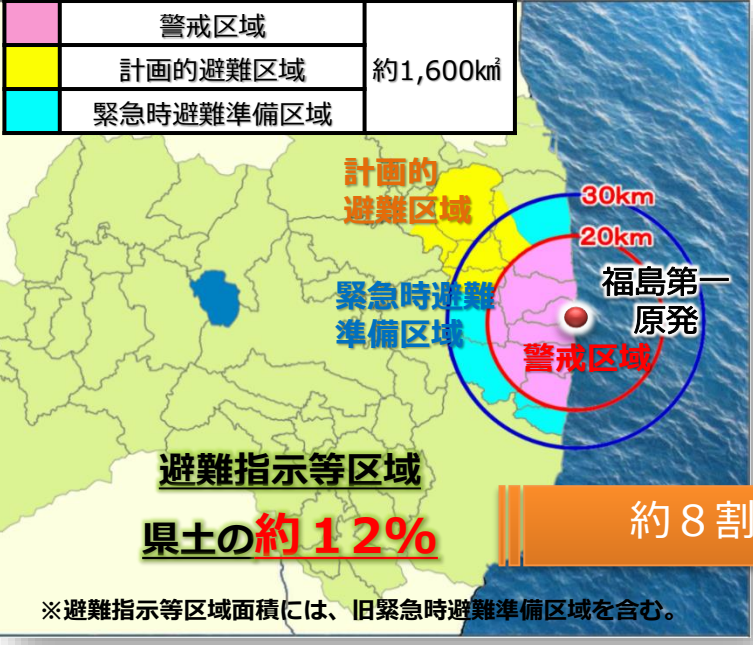 警戒区域
計画的避難区域
約1,600㎢
緊急時避難準備区域
計画的
避難区域
30km
20km
福島第一
原発
緊急時避難
準備区域
警戒区域
避難指示等区域
県土の約１２%
約８割
※避難指示等区域面積には、旧緊急時避難準備区域を含む。